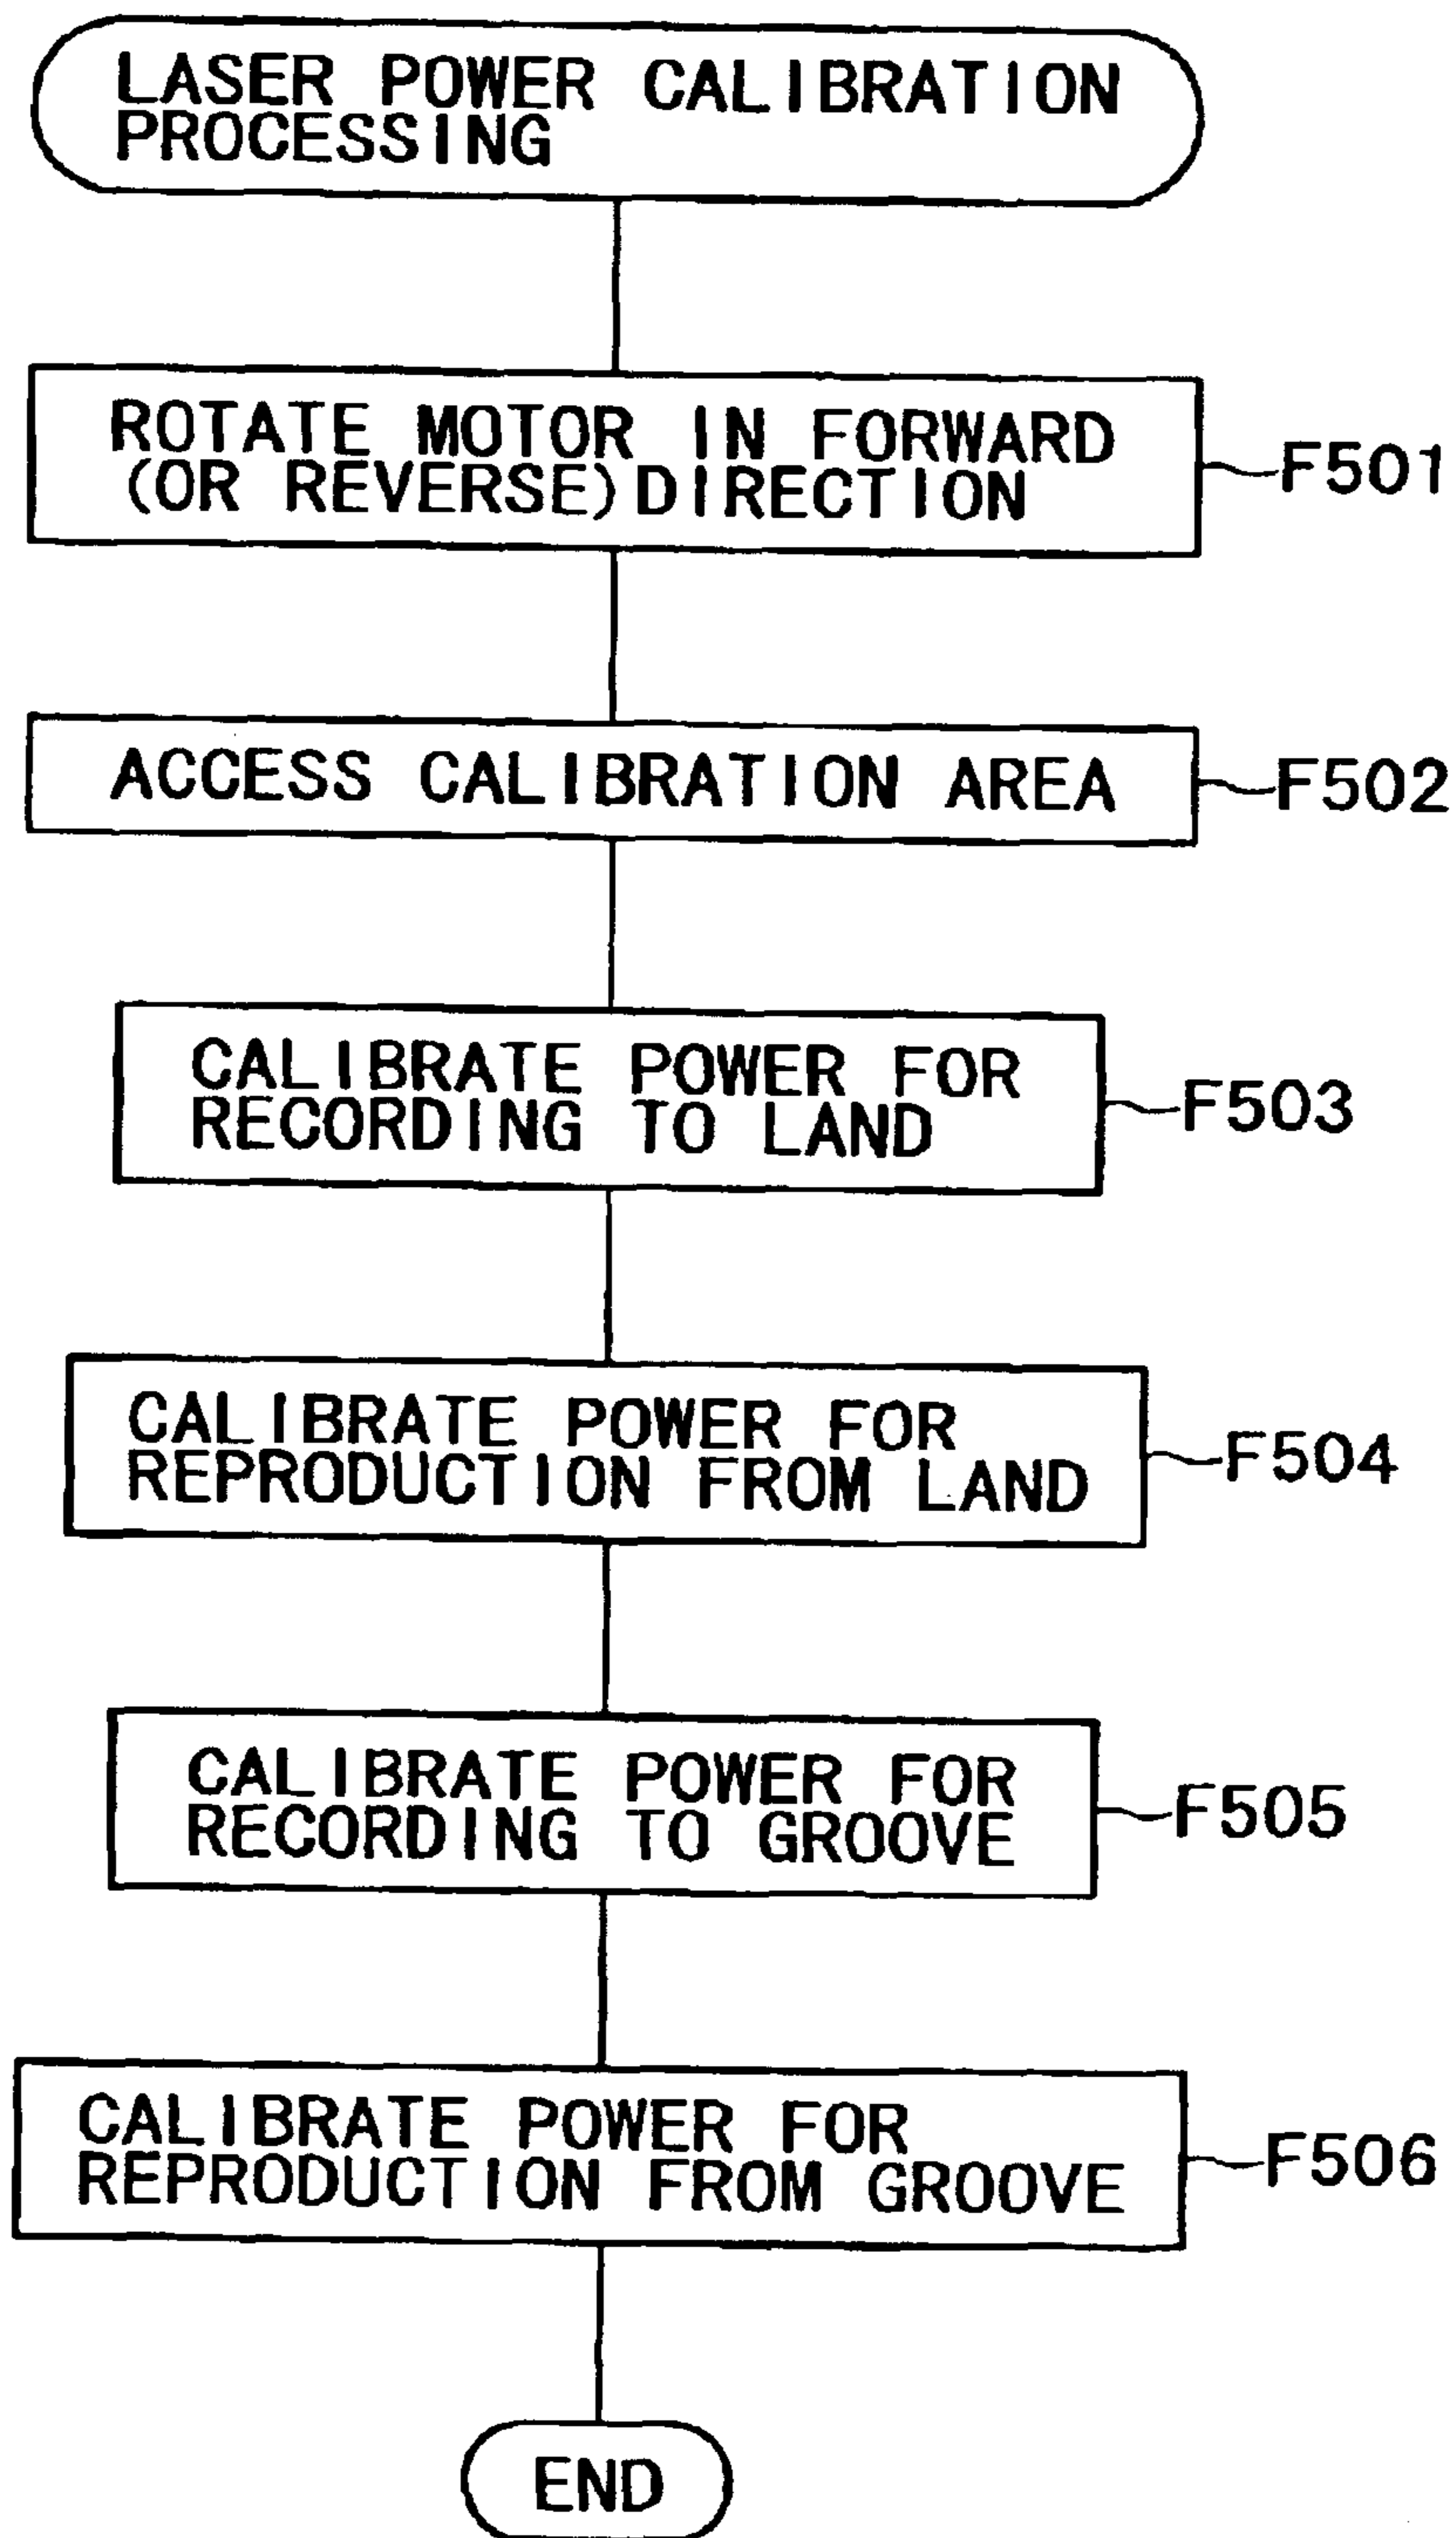 LASER POWER CALIBRATION
PROCESSING
ROTATE MOTOR IN FORWARD
(OR REVERSE) DIRECTION
F501
ACCESS CALIBRATION AREA
F502
CALIBRATE POWER FOR
RECORDING TO LAND
F503
CALIBRATE POWER FOR
REPRODUCTION FROM LAND
F504
CALIBRATE POWER FOR
RECORDING TO GROOVE
F505
CALIBRATE POWER FOR
REPRODUCTION FROM GROOVE
F506
END